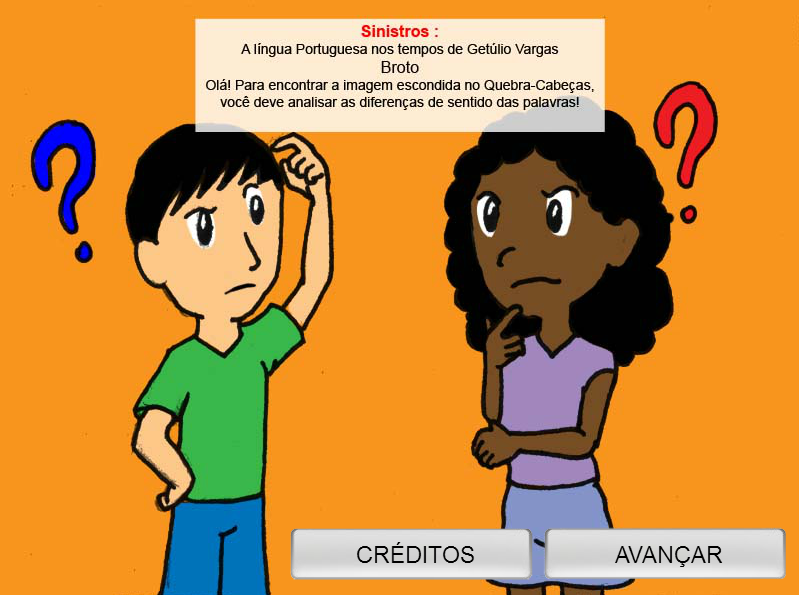 Sinistros :
A língua Portuguesa nos tempos de Getúlio Vargas
Broto
Olá! Para encontrar a imagem escondida no Quebra-Cabeças,
você deve analisar as diferenças de sentido das palavras!
? ?
CRÉDITOS AVANÇAR